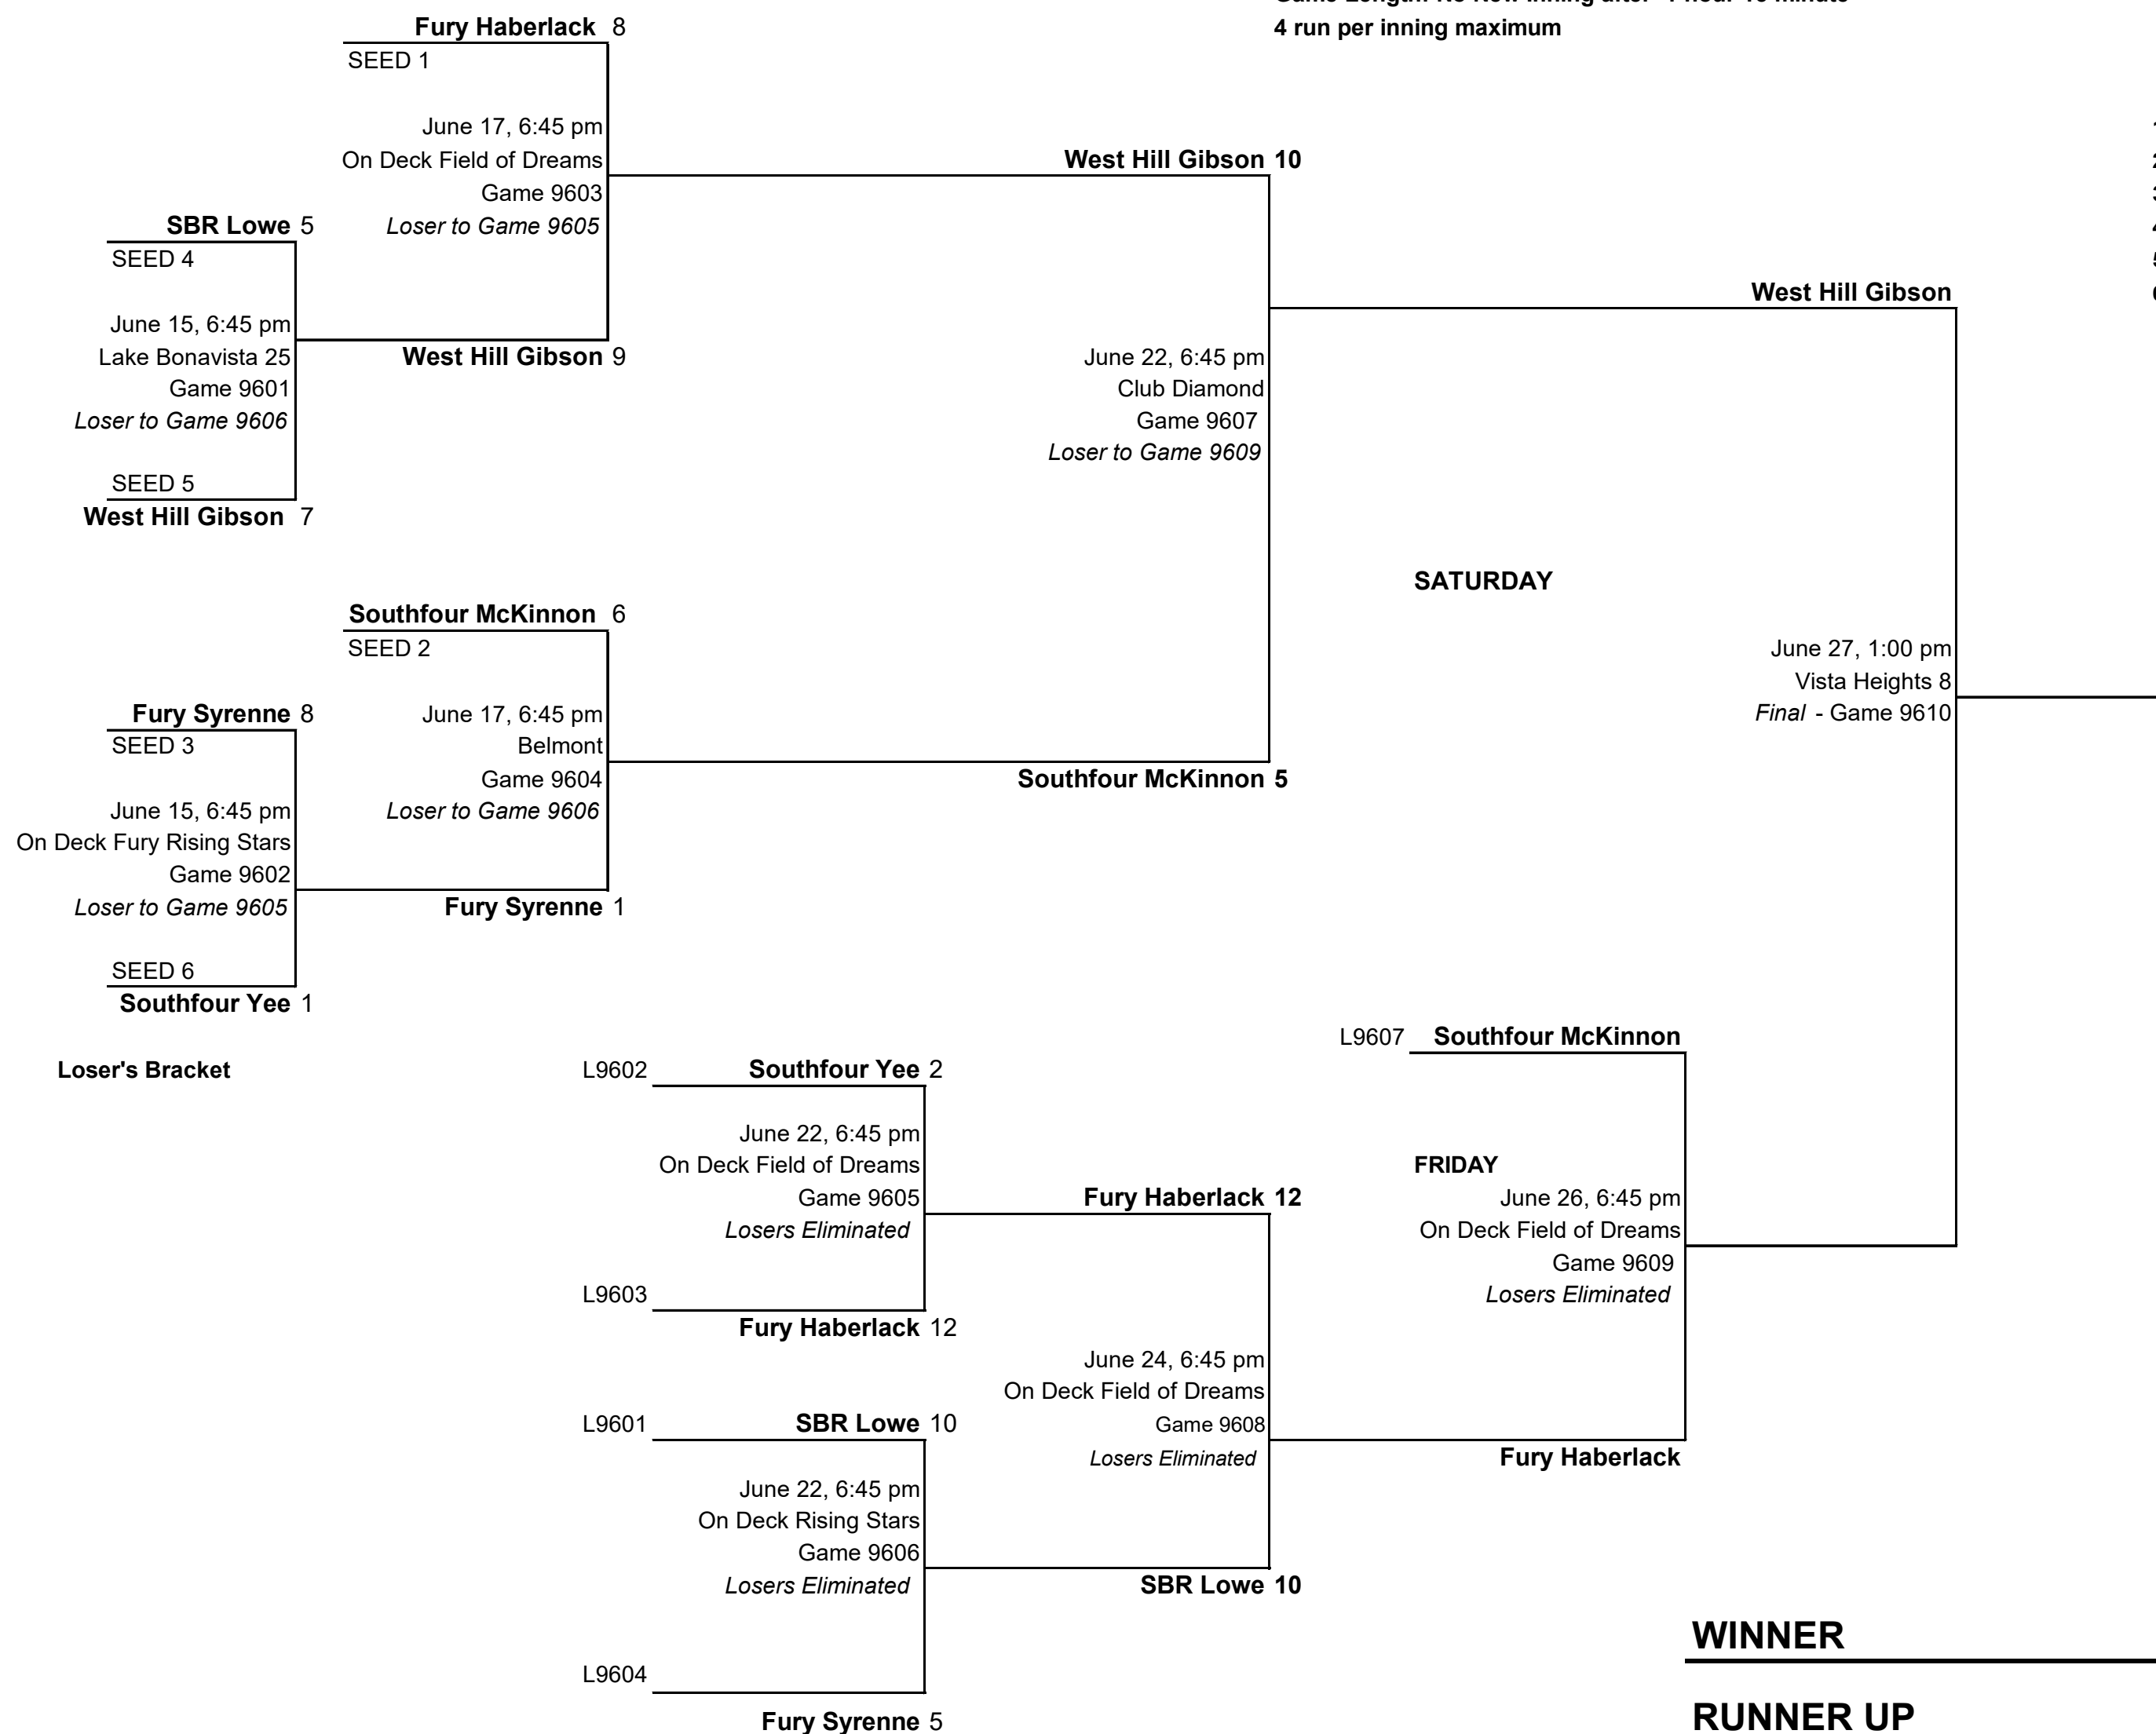 Fury Haberlack 8
4 run per inning maximum
SEED 1
June 17, 6:45 pm
On Deck Field of Dreams
Game 9603
Loser to Game 9605
West Hill Gibson 10
SBR Lowe 5
SEED 4
June 15, 6:45 pm
Lake Bonavista 25
Game 9601
Loser to Game 9606
SEED 5
West Hill Gibson 7
West Hill Gibson 9
June 22, 6:45 pm
Club Diamond
Game 9607
Loser to Game 9609
West Hill Gibson
SATURDAY
June 27, 1:00 pm
Vista Heights 8
Final - Game 9610
Southfour McKinnon 6
SEED 2
June 17, 6:45 pm
Belmont
Game 9604
Loser to Game 9606
Southfour McKinnon 5
Fury Syrenne 8
SEED 3
June 15, 6:45 pm
On Deck Fury Rising Stars
Game 9602
Loser to Game 9605
SEED 6
Southfour Yee 1
Fury Syrenne 1
Loser's Bracket
L9602 Southfour Yee 2
June 22, 6:45 pm
On Deck Field of Dreams
Game 9605
Losers Eliminated
L9603
Fury Haberlack 12
L9607 Southfour McKinnon
FRIDAY
June 26, 6:45 pm
On Deck Field of Dreams
Game 9609
Losers Eliminated
Fury Haberlack 12
June 24, 6:45 pm
On Deck Field of Dreams
Game 9608
Losers Eliminated
Fury Haberlack
L9601 SBR Lowe 10
June 22, 6:45 pm
On Deck Rising Stars
Game 9606
Losers Eliminated
SBR Lowe 10
L9604
Fury Syrenne 5
WINNER
RUNNER UP